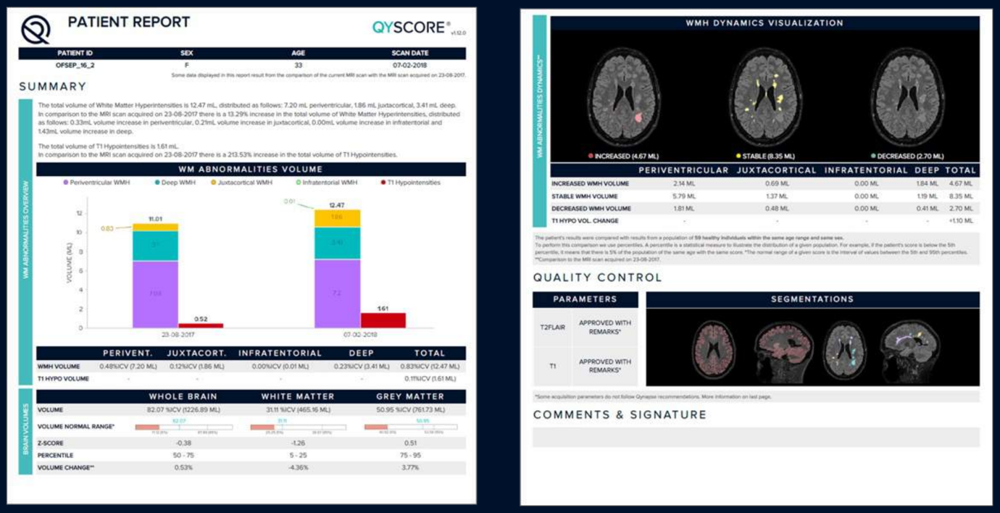 PATIENT REPORT
QYSCORE®
v1.12.0
PATIENT ID SEX AGE SCAN DATE
OFSEP_16_2 F 33 07-02-2018
Some data displayed in this report result from the comparison of the current MRI scan with the MRI scan acquired on 23-08-2017.
SUMMARY
WM ABNORMALITIES OVERVIEW
The total volume of White Matter Hyperintensities is 12.47 mL, distributed as follows: 7.20 mL periventricular, 1.86 mL juxtacortical, 3.41 mL deep.
In comparison to the MRI scan acquired on 23-08-2017 there is a 13.29% increase in the total volume of White Matter Hyperintensities, distributed
as follows: 0.33mL volume increase in periventricular, 0.21mL volume increase in juxtacortical, 0.00mL volume increase in infratentorial and
1.43mL volume increase in deep.
The total volume of T1 Hypointensities is 1.61 mL.
In comparison to the MRI scan acquired on 23-08-2017 there is a 213.53% increase in the total volume of T1 Hypointensities.
WM ABNORMALITIES VOLUME
Periventricular WMH Deep WMH Juxtacortical WMH Infratentorial WMH T1 Hypointensities
VOLUME (ML)
12
10
8
6
4
2
0
11.01
0.83
0.52
0.01
12.47
1.86
3.41
7.2
1.61
23-08-2017 07-02-2018
PERIVENT. JUXTACORT. INFRATENTORIAL DEEP TOTAL
WMH VOLUME 0.48%ICV (7.20 ML) 0.12%ICV (1.86 ML) 0.00%ICV (0.01 ML) 0.23%ICV (3.41 ML) 0.83%ICV (12.47 ML)
T1 HYPO VOLUME - - - - 0.11%ICV (1.61 ML)
BRAIN VOLUMES
WHOLE BRAIN WHITE MATTER GREY MATTER
VOLUME 82.07 %ICV (1226.89 ML) 31.11 %ICV (465.16 ML) 50.95 %ICV (761.73 ML)
VOLUME NORMAL RANGE* 82.07 31.11 50.95
Z-SCORE -0.38 -1.26 0.51
PERCENTILE 50 - 75 5 - 25 75 - 95
VOLUME CHANGE** 0.53% -4.36% 3.77%
WM ABNORMALITIES DYNAMICS**
WMH DYNAMICS VISUALIZATION
INCREASED (4.67 ML) STABLE (8.35 ML) DECREASED (2.70 ML)
PERIVENTRICULAR JUXTACORTICAL INFRATENTORIAL DEEP TOTAL
INCREASED WMH VOLUME 2.14 ML 0.69 ML 0.00 ML 1.84 ML 4.67 ML
STABLE WMH VOLUME 5.79 ML 1.37 ML 0.00 ML 1.19 ML 8.35 ML
DECREASED WMH VOLUME 1.81 ML 0.48 ML 0.00 ML 0.41 ML 2.70 ML
T1 HYPO VOL. CHANGE - - - - +1.10 ML
The patient's results were compared with results from a population of 59 healthy individuals within the same age range and same sex.
To perform this comparison we use percentiles. A percentile is a statistical measure to illustrate the distribution of a given population. For example, if the patient's score is below the 5th
percentile, it means that there is 5% of the population of the same age with the same score. *The normal range of a given score is the interval of values between the 5th and 95th percentiles.
**Comparison to the MRI scan acquired on 23-08-2017.
QUALITY CONTROL
PARAMETERS SEGMENTATIONS
T2FLAIR APPROVED WITH
REMARKS*
T1 APPROVED WITH
REMARKS*
*Some acquisition parameters do not follow Qynapse recommendations. More information on last page.
COMMENTS & SIGNATURE